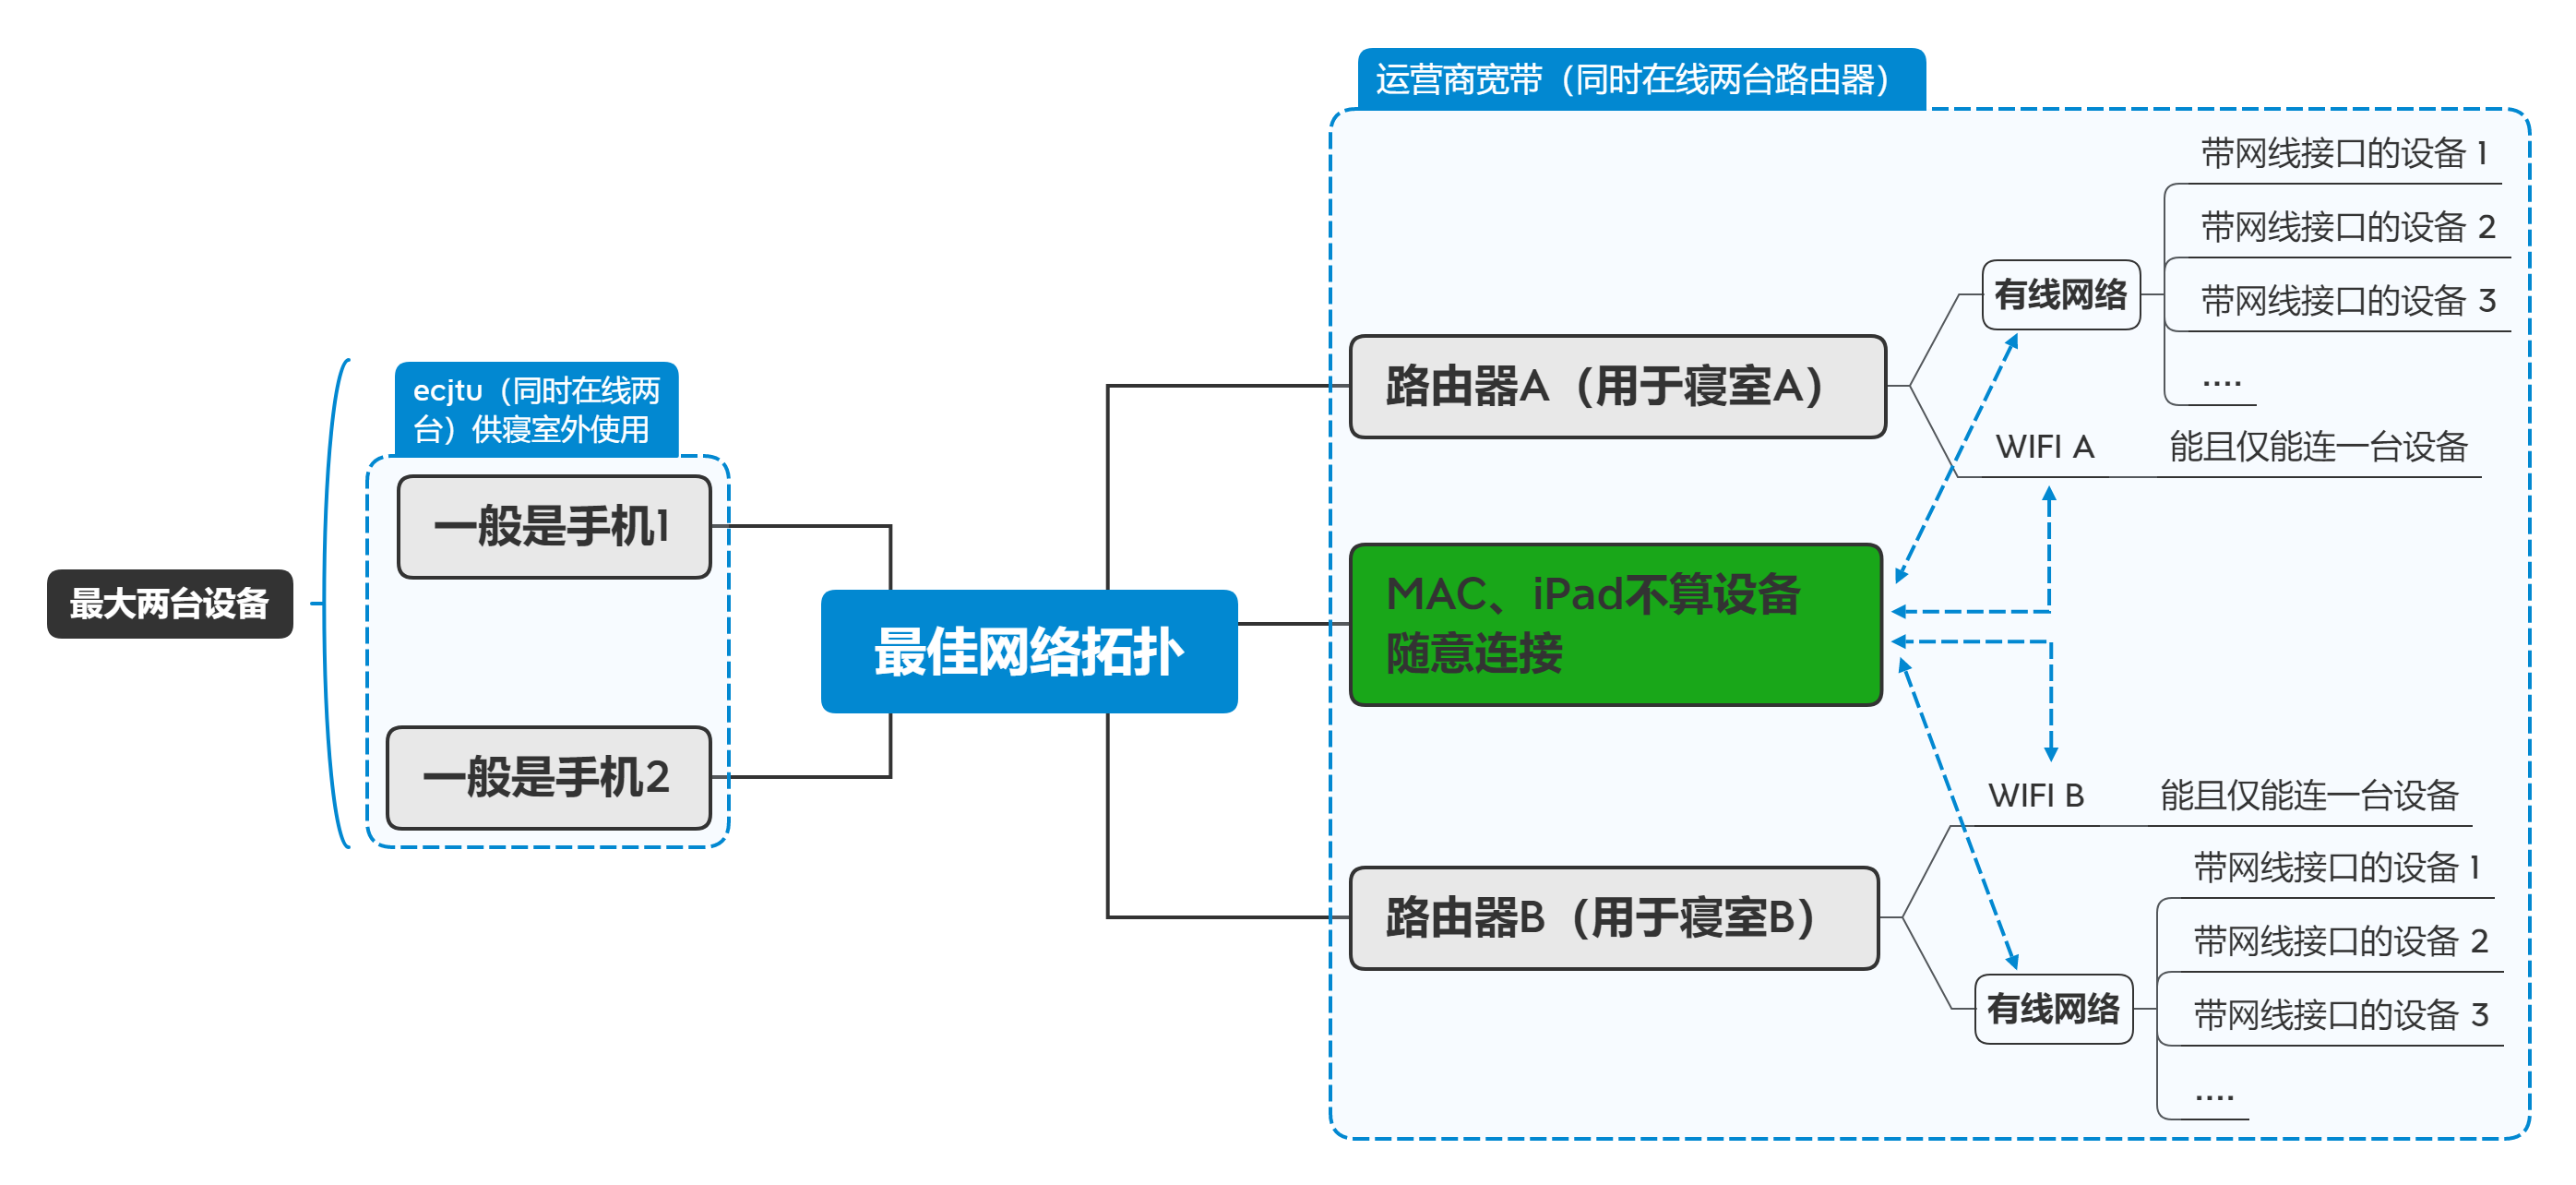 最大两台设备
ecjtu（同时在线两
台）供寝室外使用
一般是手机1
一般是手机2
最佳网络拓扑
运营商宽带（同时在线两台路由器）
路由器A（用于寝室A）
有线网络
带网线接口的设备 1
带网线接口的设备 2
带网线接口的设备 3
....
WIFI A
能且仅能连一台设备
MAC、iPad不算设备
随意连接
路由器B（用于寝室B）
WIFI B
能且仅能连一台设备
有线网络
带网线接口的设备 1
带网线接口的设备 2
带网线接口的设备 3
....